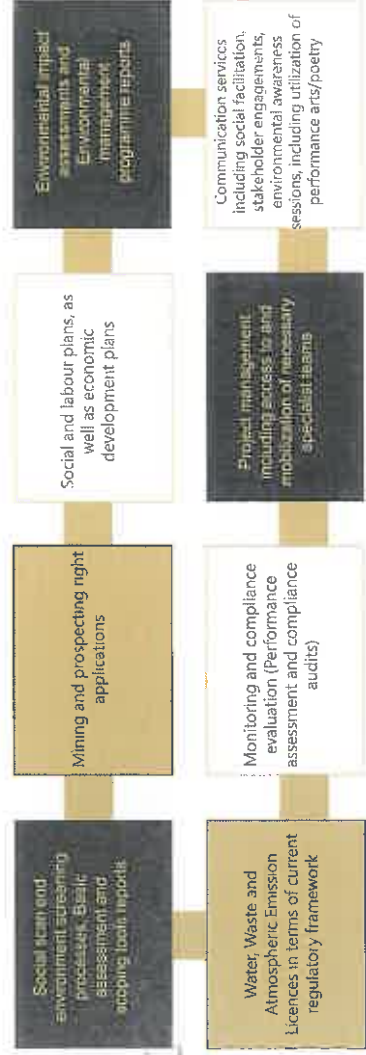 Social scan and
environment screening
processes, Basic
assessment and
scoping reports
Mining and prospecting right
applications
Social and labour plans, as
well as economic
development plans
Environmental impact
assessments and
Environmental
management
programme reports
Water, Waste and
Atmospheric Emission
Licences in terms of current
regulatory framework
Monitoring and compliance
evaluation (Performance
assessment and compliance
audits)
Project management
including access to and
mobilization of necessary
specialist teams
Communication services
including social facilitation,
stakeholder engagements,
environmental awareness
sessions, including utilization of
performance arts/poetry